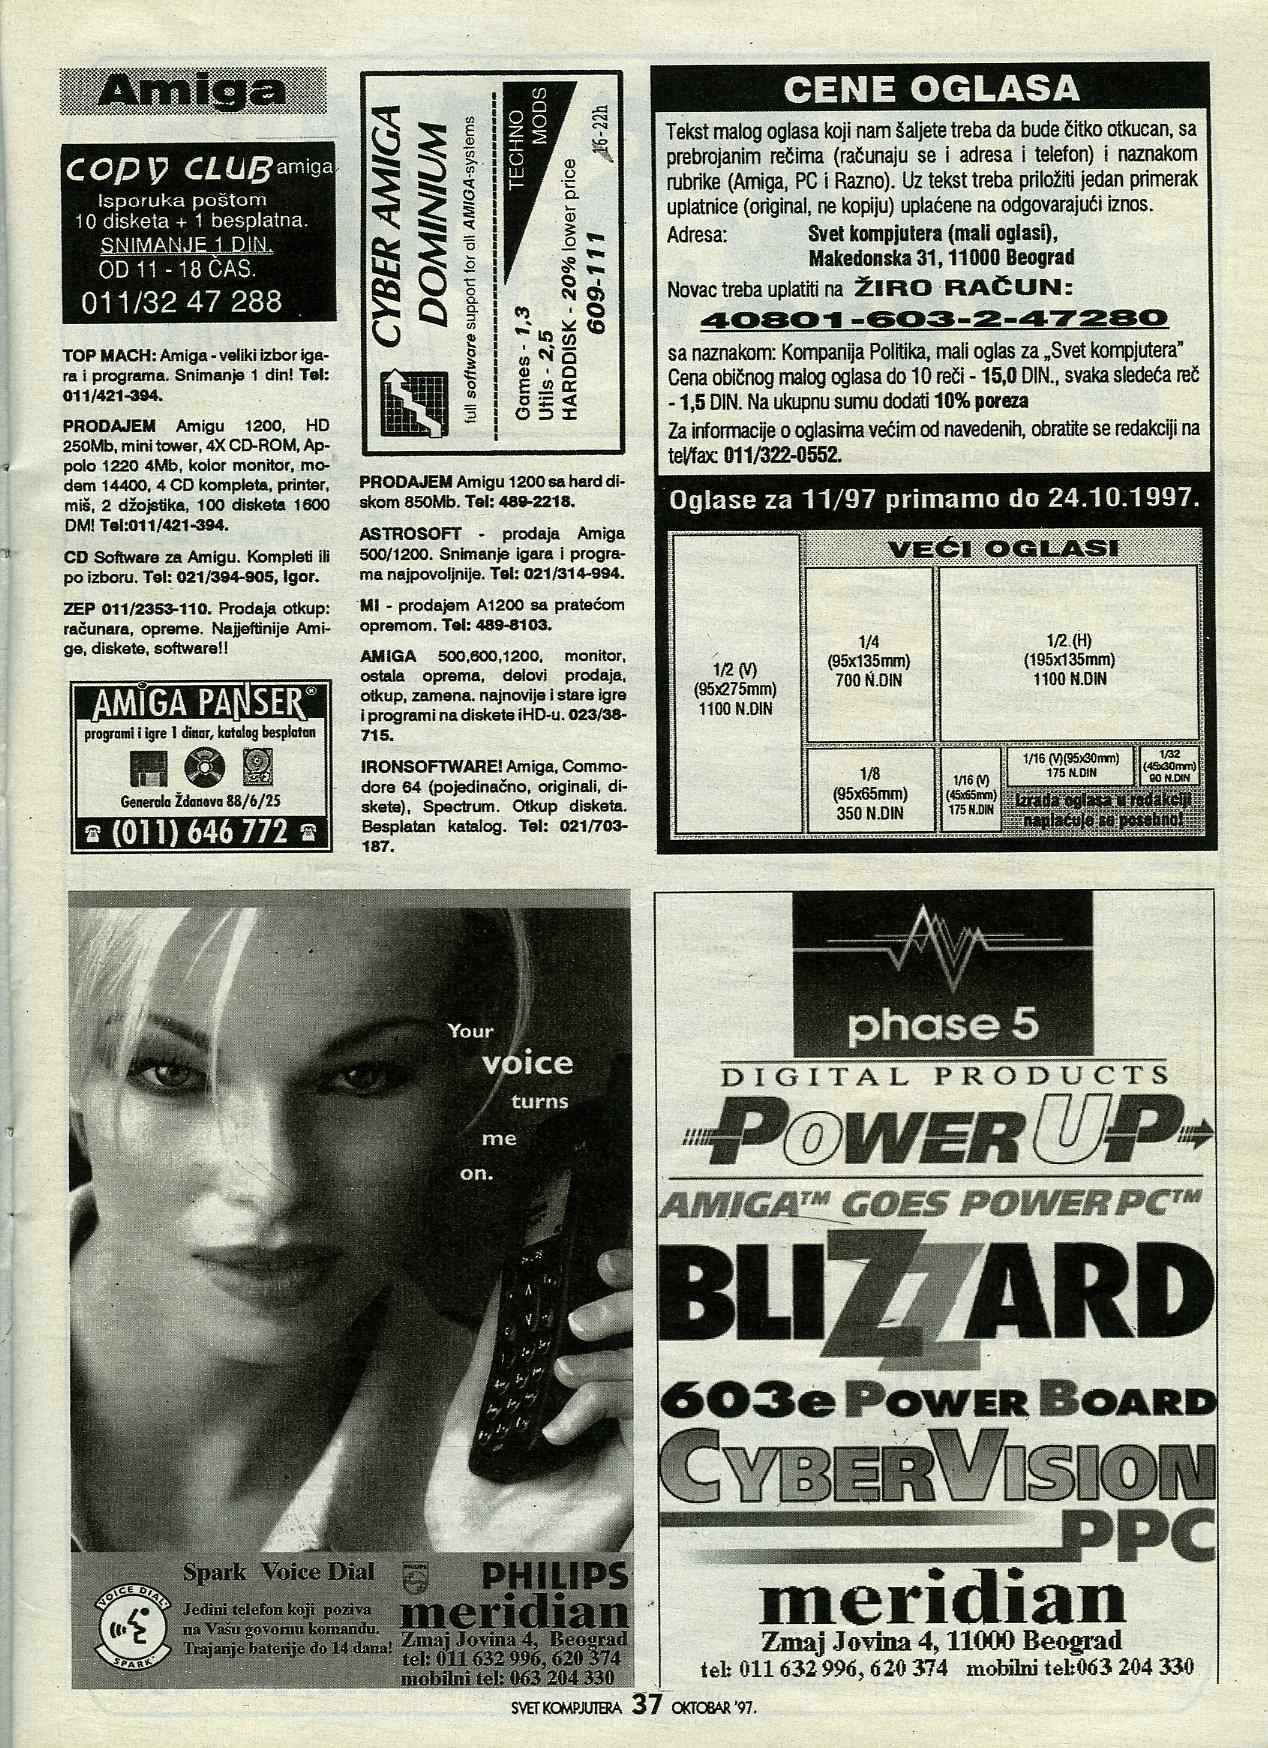 Amiga
COPY CLUB amiga
Isporuka poštom
10 disketa + 1 besplatna.
SNIMANJE 1 DIN.
OD 11 - 18 ČAS.
011/32 47 288
TOP MACH: Amiga - veliki izbor iga-
ra i programa. Snimanje 1 din! Tel:
011/421-394.
PRODAJEM Amigu 1200, HD
250Mb, mini tower, 4X CD-ROM, Ap-
polo 1220 4Mb, kolor monitor, mo-
dem 14400, 4 CD kompleta, printer,
miš, 2 džojstika, 100 disketa 1600
DM! Tel:011/421-394.
CD Software za Amigu. Kompleti ili
po izboru. Tel: 021/394-905, Igor.
ZEP 011/2353-110. Prodaja otkup:
računara, opreme. Najjeftinije Ami-
ge, diskete, software!!
AMIGA PANSER®
programi i igre 1 dinar, katalog besplatan
Generala Ždanova 88/6/25
(011) 646 772
CYBER AMIGA
DOMINIUM
full software support for all AMIGA-systems
TECHNO
MODS
Games - 1,3
Utils - 2,5
HARDDISK - 20% lower price
609-111
16-22h
PRODAJEM Amigu 1200 sa hard di-
skom 850Mb. Tel: 489-2218.
ASTROSOFT - prodaja Amiga
500/1200. Snimanje igara i progra-
ma najpovoljnije. Tel: 021/314-994.
MI - prodajem A1200 sa pratećom
opremom. Tel: 489-8103.
AMIGA 500,600,1200, monitor,
ostala oprema, delovi prodaja,
otkup, zamena. najnovije i stare igre
i programi na diskete iHD-u. 023/38-
715.
IRONSOFTWARE! Amiga, Commo-
dore 64 (pojedinačno, originali, di-
skete), Spectrum. Otkup disketa.
Besplatan katalog. Tel: 021/703-
187.
CENE OGLASA
Tekst malog oglasa koji nam šaljete treba da bude čitko otkucan, sa
prebrojanim rečima (računaju se i adresa i telefon) i naznakom
rubrike (Amiga, PC i Razno). Uz tekst treba priložiti jedan primerak
uplatnice (original, ne kopiju) uplaćene na odgovarajući iznos.
Adresa: Svet kompjutera (mali oglasi),
Makedonska 31, 11000 Beograd
Novac treba uplatiti na ŽIRO RAČUN:
40801-603-2-47280
sa naznakom: Kompanija Politika, mali oglas za „Svet kompjutera”
Cena običnog malog oglasa do 10 reči - 15,0 DIN., svaka sledeća reč
- 1,5 DIN. Na ukupnu sumu dodati 10% poreza
Za informacije o oglasima većim od navedenih, obratite se redakciji na
tel/fax: 011/322-0552.
Oglase za 11/97 primamo do 24.10.1997.
VEĆI OGLASI
1/2 (V)
(95x275mm)
1100 N.DIN
1/4
(95x135mm)
700 N.DIN
1/2 (H)
(195x135mm)
1100 N.DIN
1/8
(95x65mm)
350 N.DIN
1/16 (V)
(45x65mm)
175 N.DIN
1/16 (V)(95x30mm)
175 N.DIN
1/32
(45x30mm)
90 N.DIN
Izrada oglasa u redakciji
naplaćuje se posebno!
Your
voice
turns
me
on.
VOICE DIAL
SPARK
Spark Voice Dial
Jedini telefon koji poziva
na Vašu govornu komandu.
Trajanje baterije do 14 dana!
PHILIPS
meridian
Zmaj Jovina 4, Beograd
tel: 011 632 996, 620 374
mobilni tel: 063 204 330
phase 5
DIGITAL PRODUCTS
POWERUP
AMIGA™ GOES POWERPC™
BLIZZARD
603e POWER BOARD
CYBERVISION
PPC
meridian
Zmaj Jovina 4, 11000 Beograd
tel: 011 632 996, 620 374 mobilni tel:063 204 330
SVET KOMPJUTERA 37 OKTOBAR '97.